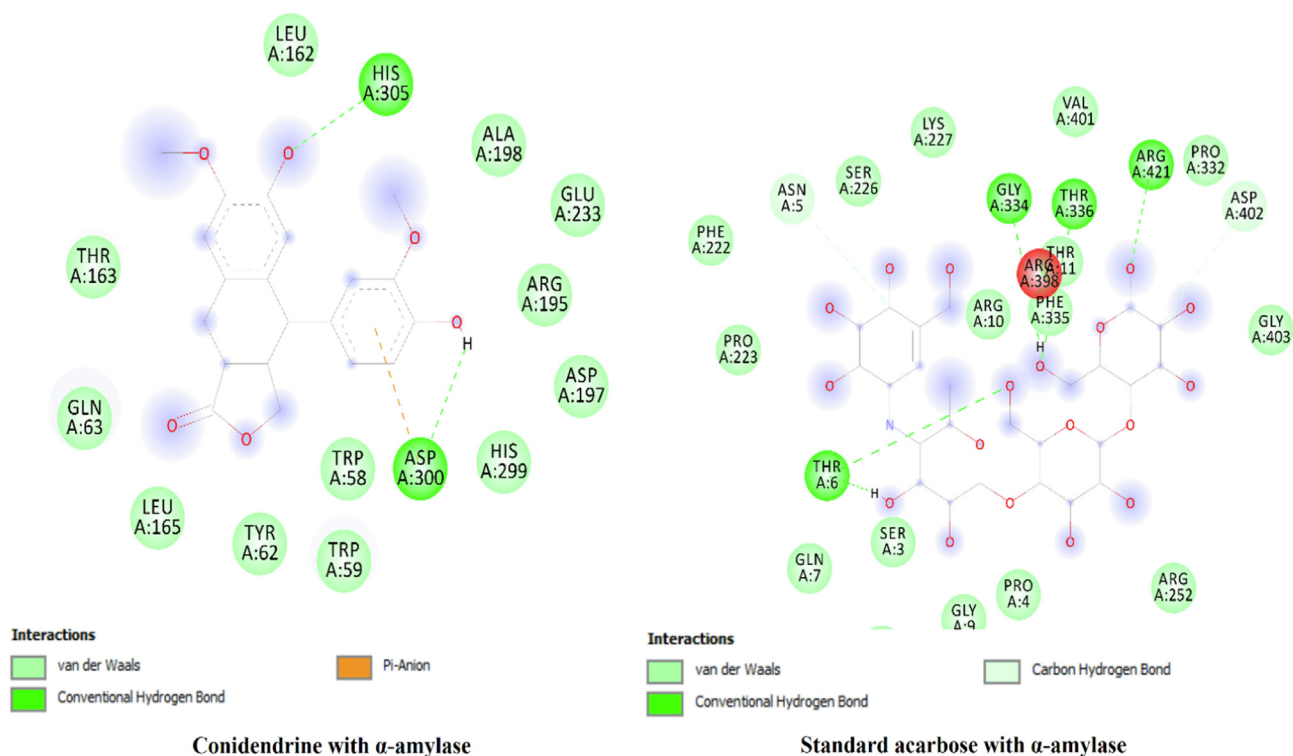 LEU
A:162
HIS
A:305
ALA
A:198
GLU
A:233
THR
A:163
ARG
A:195
ASP
A:197
GLN
A:63
TRP
A:58
ASP
A:300
HIS
A:299
LEU
A:165
TYR
A:62
TRP
A:59
O
O
O
O
H
O
O
Interactions
van der Waals
Conventional Hydrogen Bond
Pi-Anion
Conidendrine with α-amylase
VAL
A:401
LYS
A:227
ARG
A:421
PRO
A:332
SER
A:226
ASN
A:5
GLY
A:334
THR
A:336
ASP
A:402
PHE
A:222
THR
A:11
ARG
A:398
ARG
A:10
PHE
A:335
GLY
A:403
PRO
A:223
THR
A:6
SER
A:3
GLN
A:7
PRO
A:4
GLY
A:9
ARG
A:252
O
O
O
O
O
O
O
H
O
O
O
O
N
O
O
O
H
O
O
O
O
O
O
Interactions
van der Waals
Conventional Hydrogen Bond
Carbon Hydrogen Bond
Standard acarbose with α-amylase